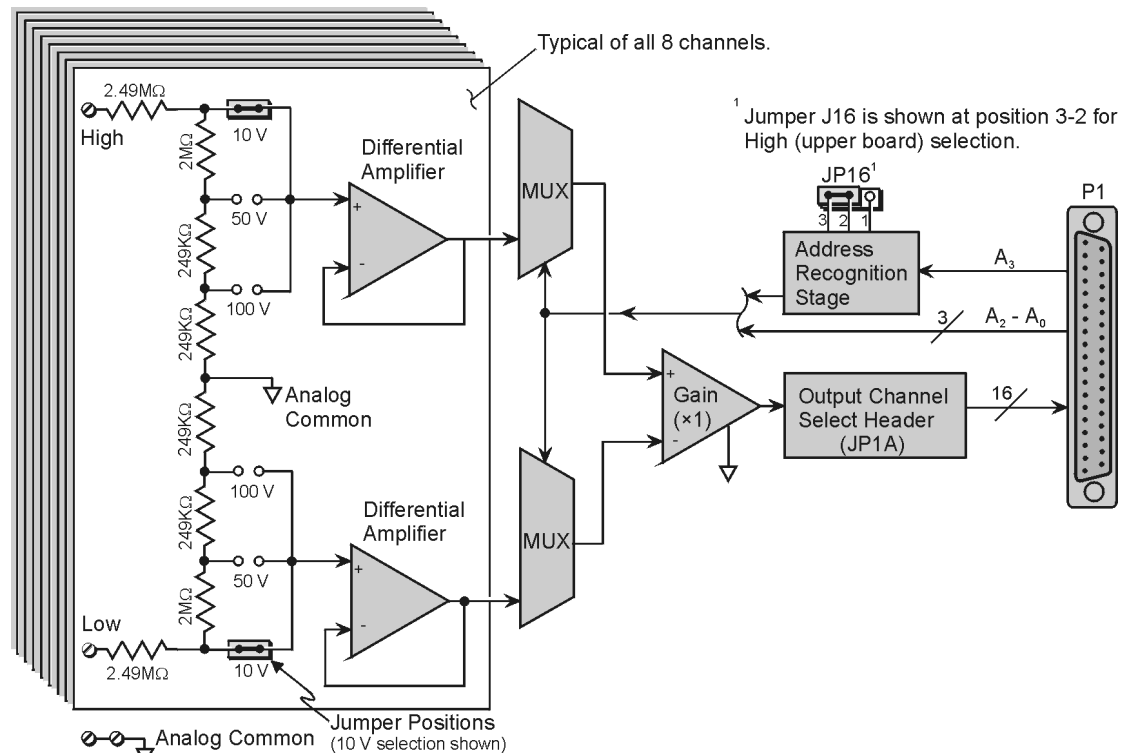 Typical of all 8 channels.
2.49MΩ
High
10 V
2MΩ
50 V
249KΩ
100 V
249KΩ
Analog
Common
249KΩ
100 V
249KΩ
50 V
2MΩ
Low
2.49MΩ
10 V
Differential
Amplifier
+
-
Differential
Amplifier
+
-
Jumper Positions
(10 V selection shown)
Analog Common
MUX
MUX
1 Jumper J16 is shown at position 3-2 for
High (upper board) selection.
JP16¹
3 2 1
Address
Recognition
Stage
A₃
3
A₂ - A₀
P1
+
Gain
(×1)
-
Output Channel
Select Header
(JP1A)
16